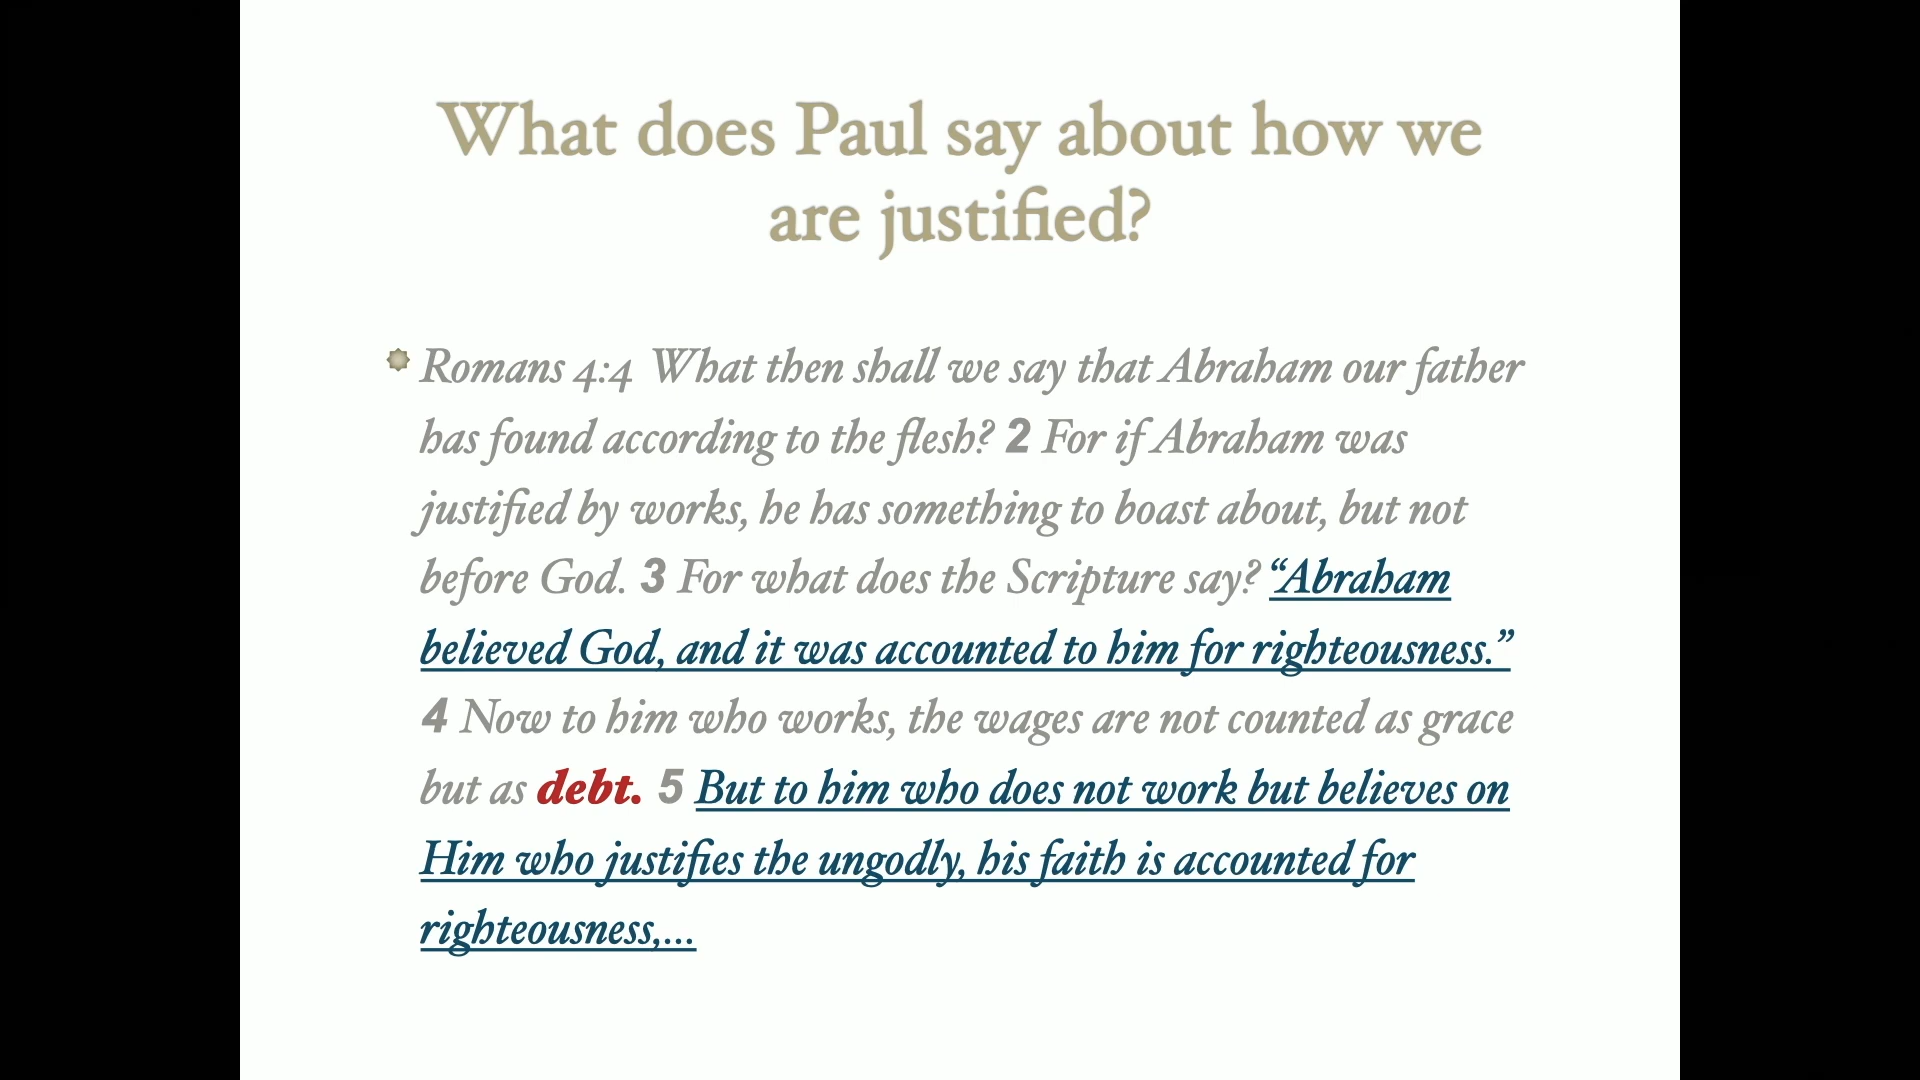 What does Paul say about how we
are justified?
Romans 4:4 What then shall we say that Abraham our father
has found according to the flesh? 2 For if Abraham was
justified by works, he has something to boast about, but not
before God. 3 For what does the Scripture say? “Abraham
believed God, and it was accounted to him for righteousness.”
4 Now to him who works, the wages are not counted as grace
but as debt. 5 But to him who does not work but believes on
Him who justifies the ungodly, his faith is accounted for
righteousness,...